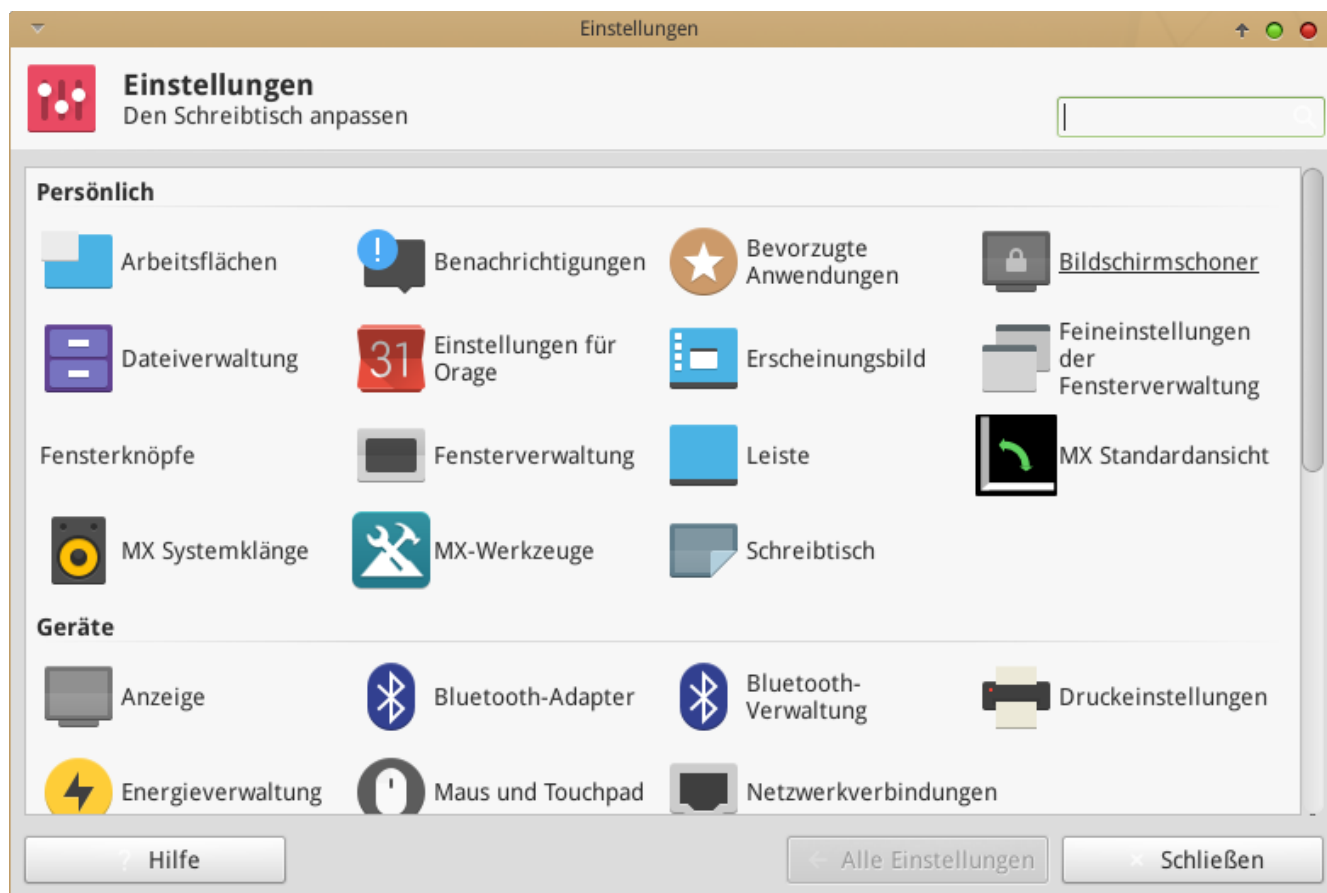 Einstellungen
Einstellungen
Den Schreibtisch anpassen
Persönlich
Arbeitsflächen
Benachrichtigungen
Bevorzugte
Anwendungen
Bildschirmschoner
Dateiverwaltung
31
Einstellungen für
Orage
Erscheinungsbild
Feineinstellungen
der
Fensterverwaltung
Fensterknöpfe
Fensterverwaltung
Leiste
MX Standardansicht
MX Systemklänge
MX-Werkzeuge
Schreibtisch
Geräte
Anzeige
Bluetooth-Adapter
Bluetooth-
Verwaltung
Druckeinstellungen
Energieverwaltung
Maus und Touchpad
Netzwerkverbindungen
? Hilfe
Alle Einstellungen
Schließen